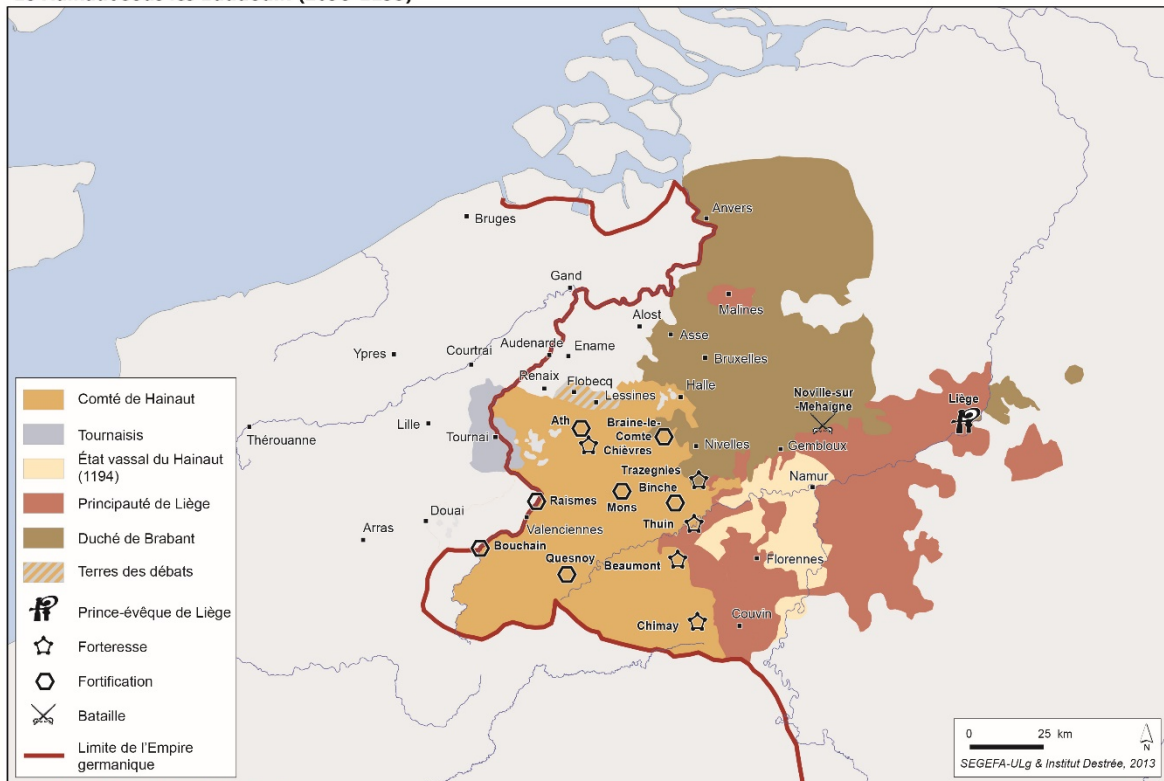 Bruges
Anvers
Gand
Malines
Alost
Asse
Audenarde
Ename
Ypres
Courtrai
Bruxelles
Renaix
Flobecq
Lessines
Halle
Noville-sur
-Mehaigne
Liège
Thérouanne
Lille
Tournai
Ath
Braine-le-
Comte
Chièvres
Nivelles
Gembloux
Trazegnies
Namur
Binche
Mons
Raismes
Douai
Valenciennes
Thuin
Arras
Bouchain
Quesnoy
Beaumont
Florennes
Chimay
Couvin
Comté de Hainaut
Tournaisis
État vassal du Hainaut
(1194)
Principauté de Liège
Duché de Brabant
Terres des débats
Prince-évêque de Liège
Forteresse
Fortification
Bataille
Limite de l'Empire
germanique
0 25 km
N
SEGEFA-ULg & Institut Destrée, 2013